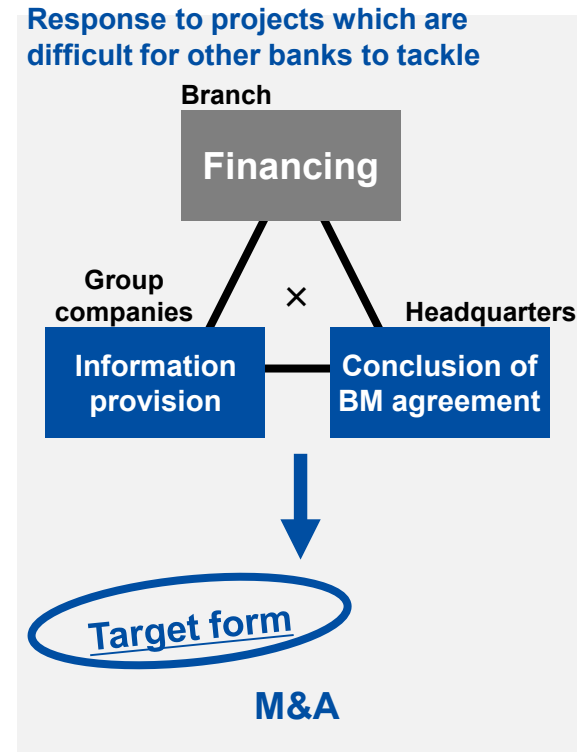 Response to projects which are
difficult for other banks to tackle
Branch
Financing
Group
companies
×
Headquarters
Information
provision
Conclusion of
BM agreement
Target form
M&A